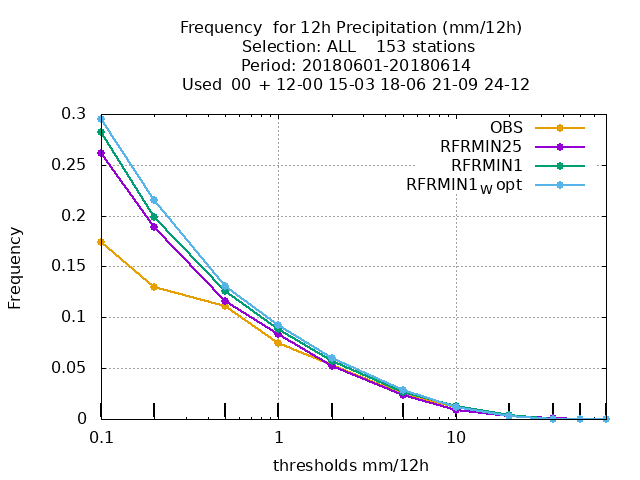 Frequency  for 12h Precipitation (mm/12h)
Selection: ALL    153 stations
Period: 20180601-20180614
Used  00 + 12-00 15-03 18-06 21-09 24-12
0.3
0.25
0.2
0.15
0.1
0.05
0
Frequency
OBS
RFRMIN25
RFRMIN1
RFRMIN1w opt
0.1
1
10
thresholds mm/12h